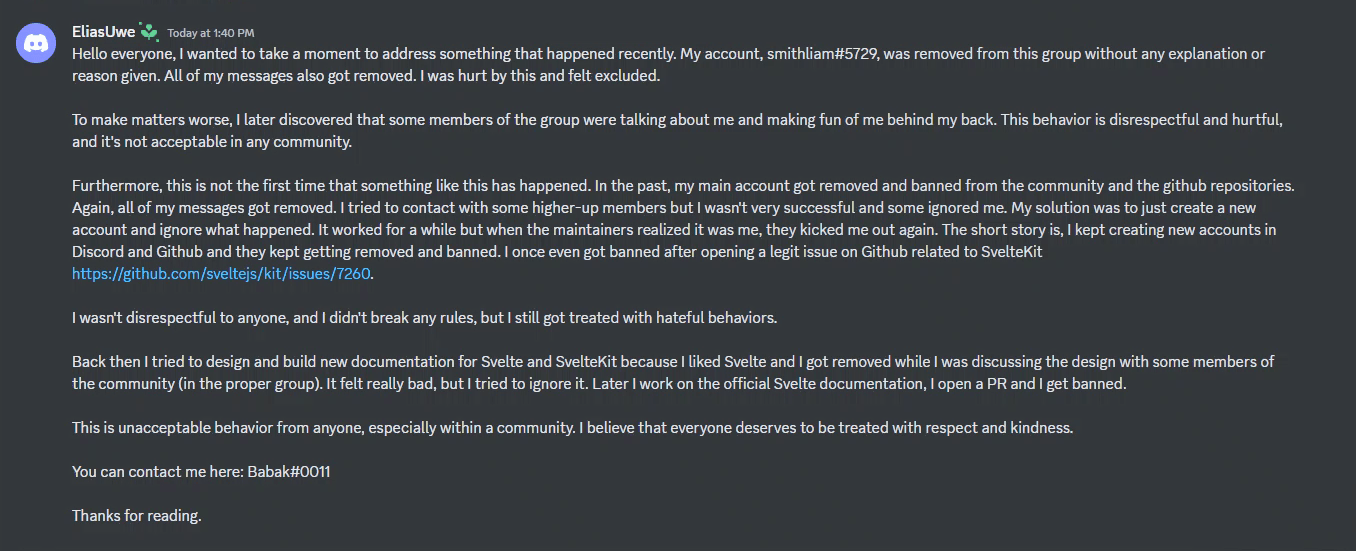 EliasUwe Today at 1:40 PM
Hello everyone, I wanted to take a moment to address something that happened recently. My account, smithliam#5729, was removed from this group without any explanation or
reason given. All of my messages also got removed. I was hurt by this and felt excluded.
To make matters worse, I later discovered that some members of the group were talking about me and making fun of me behind my back. This behavior is disrespectful and hurtful,
and it's not acceptable in any community.
Furthermore, this is not the first time that something like this has happened. In the past, my main account got removed and banned from the community and the github repositories.
Again, all of my messages got removed. I tried to contact with some higher-up members but I wasn't very successful and some ignored me. My solution was to just create a new
account and ignore what happened. It worked for a while but when the maintainers realized it was me, they kicked me out again. The short story is, I kept creating new accounts in
Discord and Github and they kept getting removed and banned. I once even got banned after opening a legit issue on Github related to SvelteKit
https://github.com/sveltejs/kit/issues/7260.
I wasn't disrespectful to anyone, and I didn't break any rules, but I still got treated with hateful behaviors.
Back then I tried to design and build new documentation for Svelte and SvelteKit because I liked Svelte and I got removed while I was discussing the design with some members of
the community (in the proper group). It felt really bad, but I tried to ignore it. Later I work on the official Svelte documentation, I open a PR and I get banned.
This is unacceptable behavior from anyone, especially within a community. I believe that everyone deserves to be treated with respect and kindness.
You can contact me here: Babak#0011
Thanks for reading.